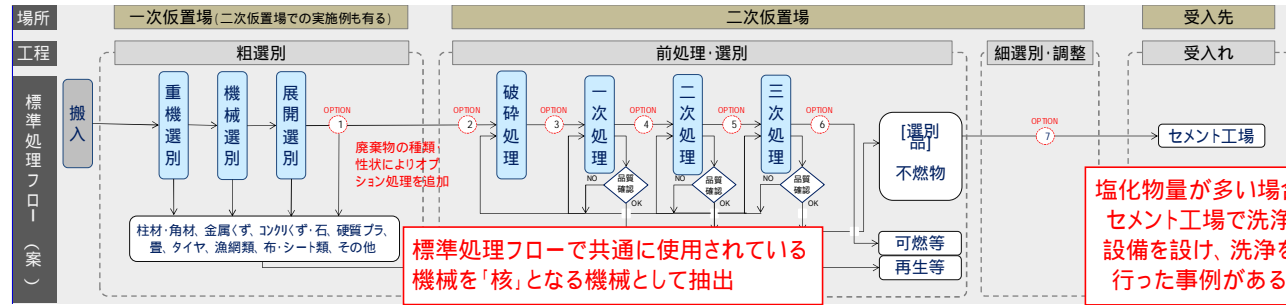 場所
一次仮置場(二次仮置場での実施例も有る)
二次仮置場
受入先
工程
粗選別
前処理・選別
細選別・調整
受入れ
標準処理フロー(案)
搬入
重機選別
機械選別
展開選別
OPTION
1
廃棄物の種類、
性状によりオプ
ション処理を追加
OPTION
2
破砕処理
OPTION
3
一次処理
OPTION
4
二次処理
OPTION
5
三次処理
OPTION
6
NO
品質
確認
OK
NO
品質
確認
OK
NO
品質
確認
OK
[選別
品]
不燃物
OPTION
7
セメント工場
柱材・角材、金属くず、コンクリくず・石、硬質プラ、
畳、タイヤ、漁網類、布・シート類、その他
可燃等
再生等
標準処理フローで共通に使用されている
機械を「核」となる機械として抽出
塩化物量が多い場合
セメント工場で洗浄
設備を設け、洗浄を
行った事例がある